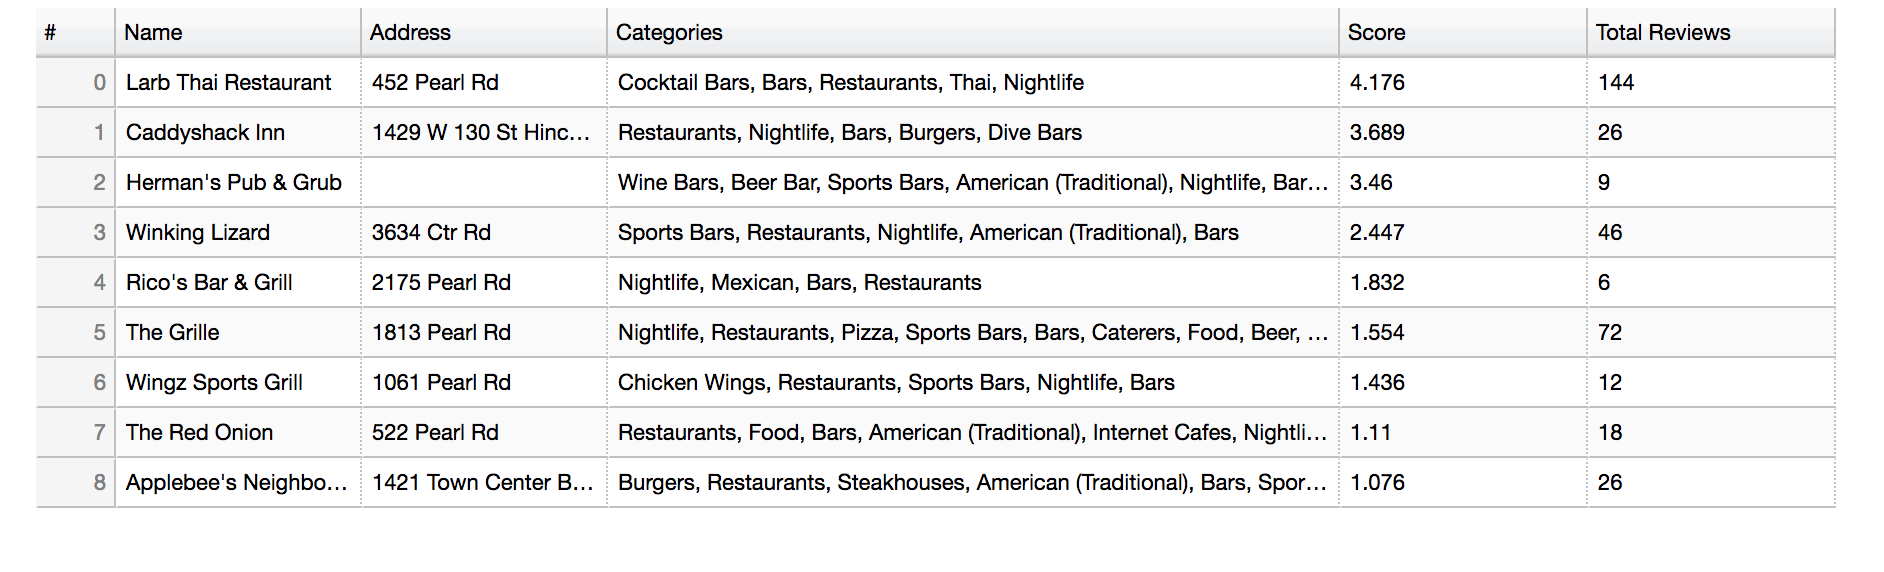 # Name Address Categories Score Total Reviews
0 Larb Thai Restaurant 452 Pearl Rd Cocktail Bars, Bars, Restaurants, Thai, Nightlife 4.176 144
1 Caddyshack Inn 1429 W 130 St Hinc... Restaurants, Nightlife, Bars, Burgers, Dive Bars 3.689 26
2 Herman's Pub & Grub Wine Bars, Beer Bar, Sports Bars, American (Traditional), Nightlife, Bar... 3.46 9
3 Winking Lizard 3634 Ctr Rd Sports Bars, Restaurants, Nightlife, American (Traditional), Bars 2.447 46
4 Rico's Bar & Grill 2175 Pearl Rd Nightlife, Mexican, Bars, Restaurants 1.832 6
5 The Grille 1813 Pearl Rd Nightlife, Restaurants, Pizza, Sports Bars, Bars, Caterers, Food, Beer, ... 1.554 72
6 Wingz Sports Grill 1061 Pearl Rd Chicken Wings, Restaurants, Sports Bars, Nightlife, Bars 1.436 12
7 The Red Onion 522 Pearl Rd Restaurants, Food, Bars, American (Traditional), Internet Cafes, Nightli... 1.11 18
8 Applebee's Neighbo... 1421 Town Center B... Burgers, Restaurants, Steakhouses, American (Traditional), Bars, Spor... 1.076 26